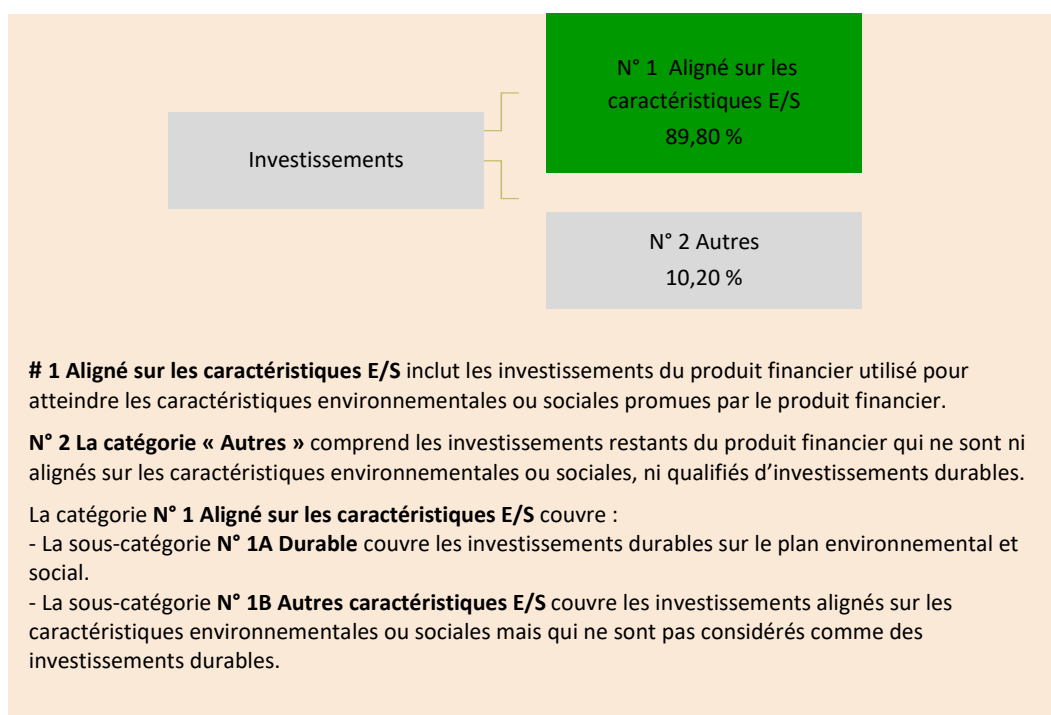 N° 1 Aligné sur les
caractéristiques E/S
89,80 %
Investissements
N° 2 Autres
10,20 %
# 1 Aligné sur les caractéristiques E/S inclut les investissements du produit financier utilisé pour
atteindre les caractéristiques environnementales ou sociales promues par le produit financier.
N° 2 La catégorie « Autres » comprend les investissements restants du produit financier qui ne sont ni
alignés sur les caractéristiques environnementales ou sociales, ni qualifiés d’investissements durables.
La catégorie N° 1 Aligné sur les caractéristiques E/S couvre :
- La sous-catégorie N° 1A Durable couvre les investissements durables sur le plan environnemental et
social.
- La sous-catégorie N° 1B Autres caractéristiques E/S couvre les investissements alignés sur les
caractéristiques environnementales ou sociales mais qui ne sont pas considérés comme des
investissements durables.